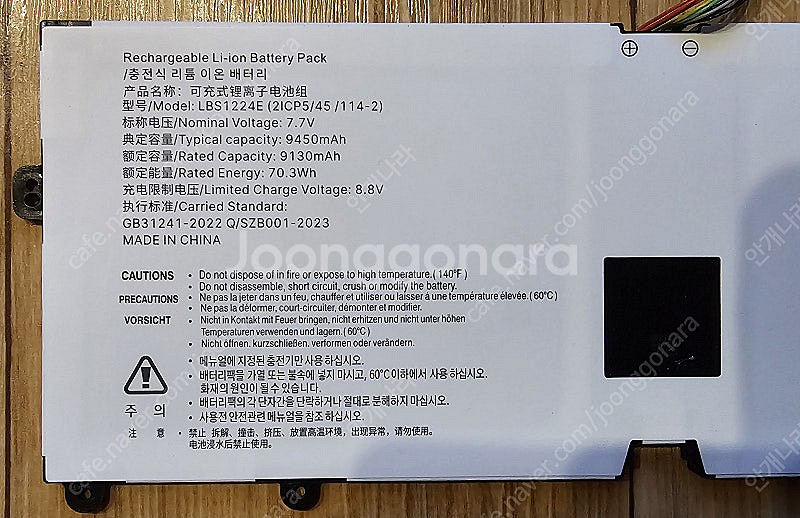 Rechargeable Li-ion Battery Pack
/충전식 리튬 이온 배터리
产品名称：可充式锂离子电池组
型号/Model: LBS1224E (2ICP5/45 /114-2)
标称电压/Nominal Voltage: 7.7V
典定容量/Typical capacity: 9450mAh
额定容量/Rated Capacity: 9130mAh
额定能量/Rated Energy: 70.3Wh
充电限制电压/Limited Charge Voltage: 8.8V
执行标准/Carried Standard:
GB31241-2022 Q/SZB001-2023
MADE IN CHINA
Joonggonara
CAUTIONS • Do not dispose of in fire or expose to high temperature.( 140°F )
• Do not disassemble, short circuit, crush or modify the battery.
PRECAUTIONS • Ne pas la jeter dans un feu, chauffer et utiliser ou laisser à une température élevée. ( 60°C )
• Ne pas la déformer, court-circuiter, démonter et modifier.
VORSICHT • Nicht in Kontakt mit Feuer bringen, nicht erhitzen und nicht unter höhen
Temperaturen verwenden und lagern. ( 60°C )
• Nicht öffnen. kurzschließen. verformen oder verändern.
• 메뉴얼에 지정된 충전기만 사용 하십시오.
• 배터리팩을 가열 또는 불속에 넣지 마시고, 60°C 이하에서 사용 하십시오.
화재의 원인이 될 수 있습니다.
주 의 • 배터리팩의 각 단자간을 단락하거나 절대로 분해하지 마십시오.
• 사용전 안전관련 메뉴얼을 참조 하십시오.
注 意 • 禁止 拆解、撞击、挤压、放置高温环境，出现异常，请勿使用。
电池浸水后禁止使用。
cafe.naver.com/joonggonara
안개나라